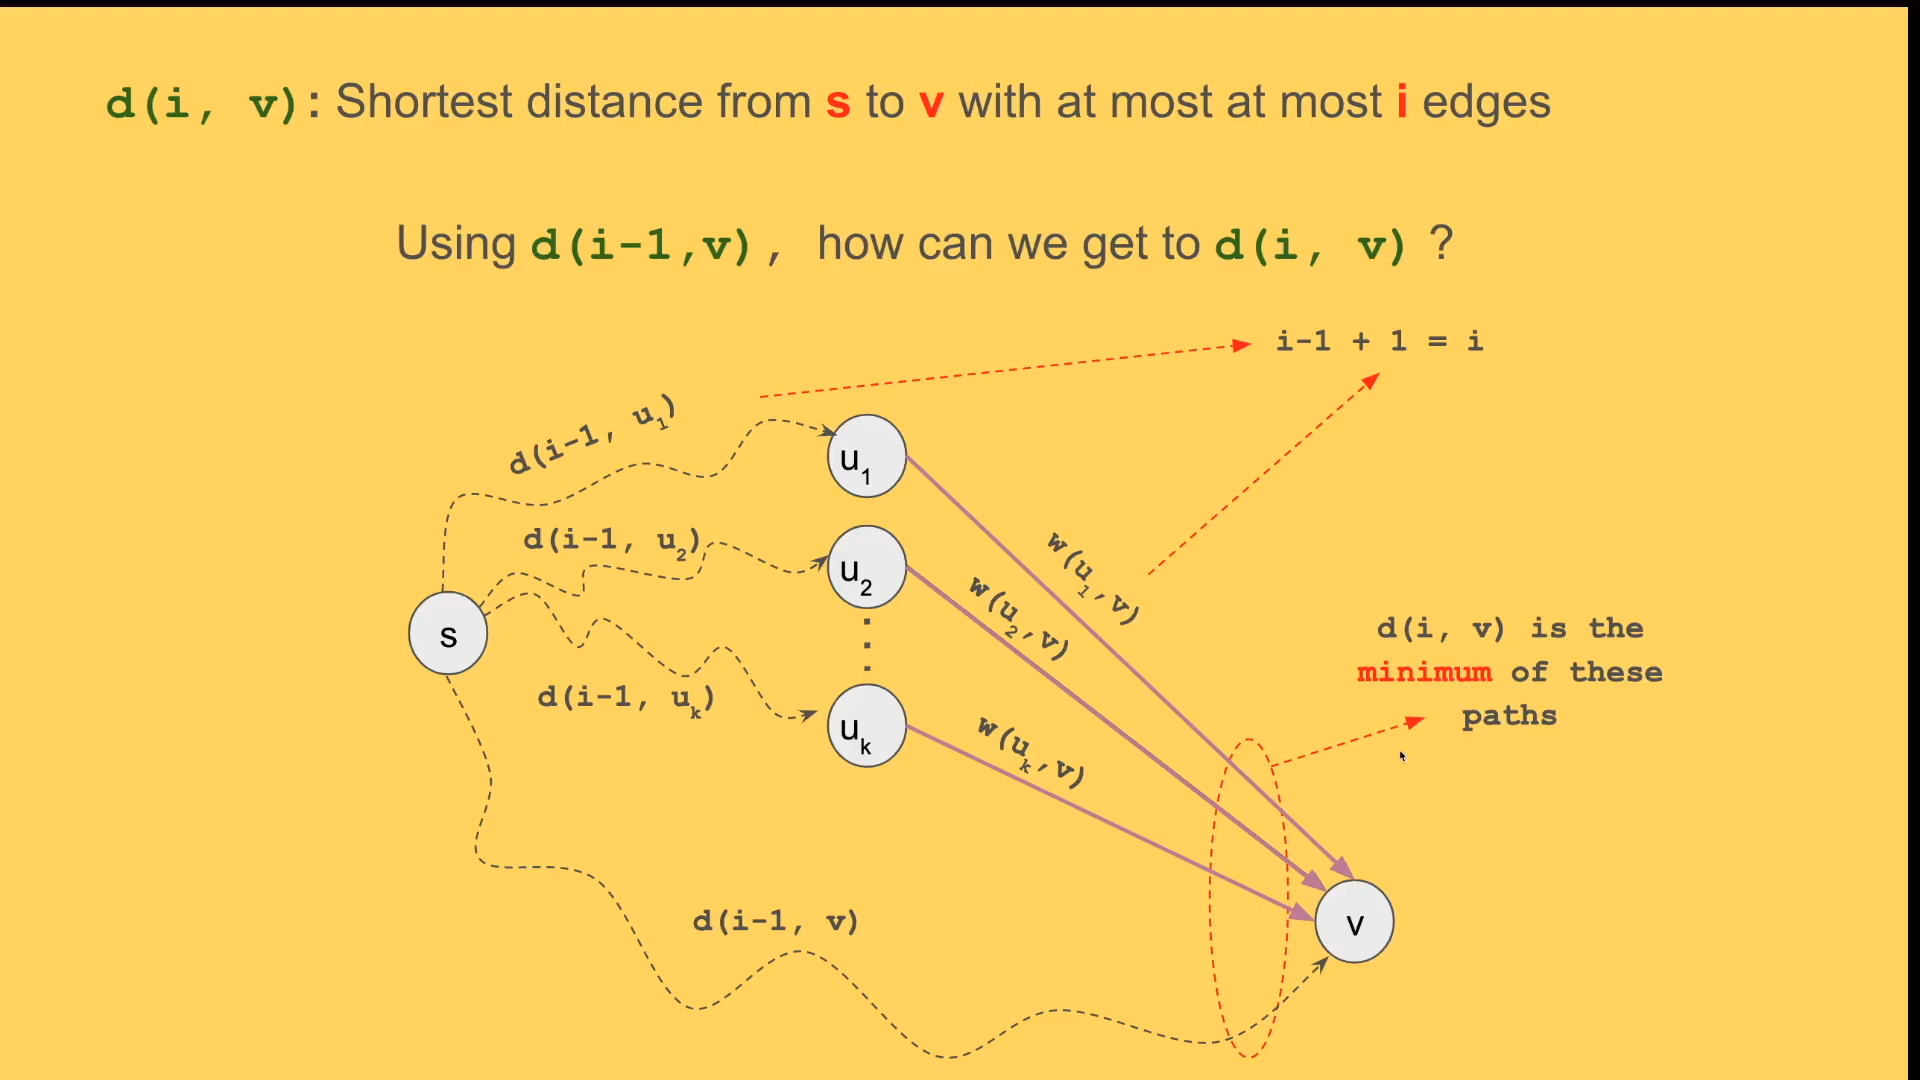 d(i, v): Shortest distance from s to v with at most at most i edges
Using d(i-1,v), how can we get to d(i, v) ?
i-1 + 1 = i
d(i-1, u1)
u1
w(u1,v)
d(i-1, u2)
u2
w(u2,v)
s
d(i-1, uk)
uk
w(uk,v)
d(i, v) is the
minimum of these
paths
d(i-1, v)
v